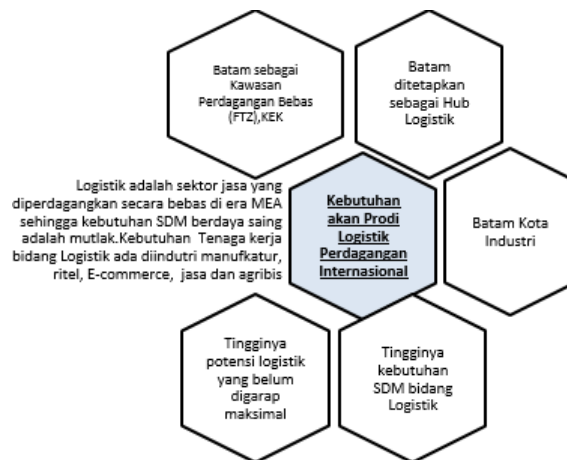 Batam sebagai
Kawasan
Perdagangan Bebas
(FTZ),KEK
Batam
ditetapkan
sebagai Hub
Logistik
Logistik adalah sektor jasa yang
diperdagangkan secara bebas di era MEA
sehingga kebutuhan SDM berdaya saing
adalah mutlak.Kebutuhan Tenaga kerja
bidang Logistik ada diindutri manufkatur,
ritel, E-commerce, jasa dan agribis
Kebutuhan
akan Prodi
Logistik
Perdagangan
Internasional
Batam Kota
Industri
Tingginya
potensi logistik
yang belum
digarap
maksimal
Tingginya
kebutuhan
SDM bidang
Logistik